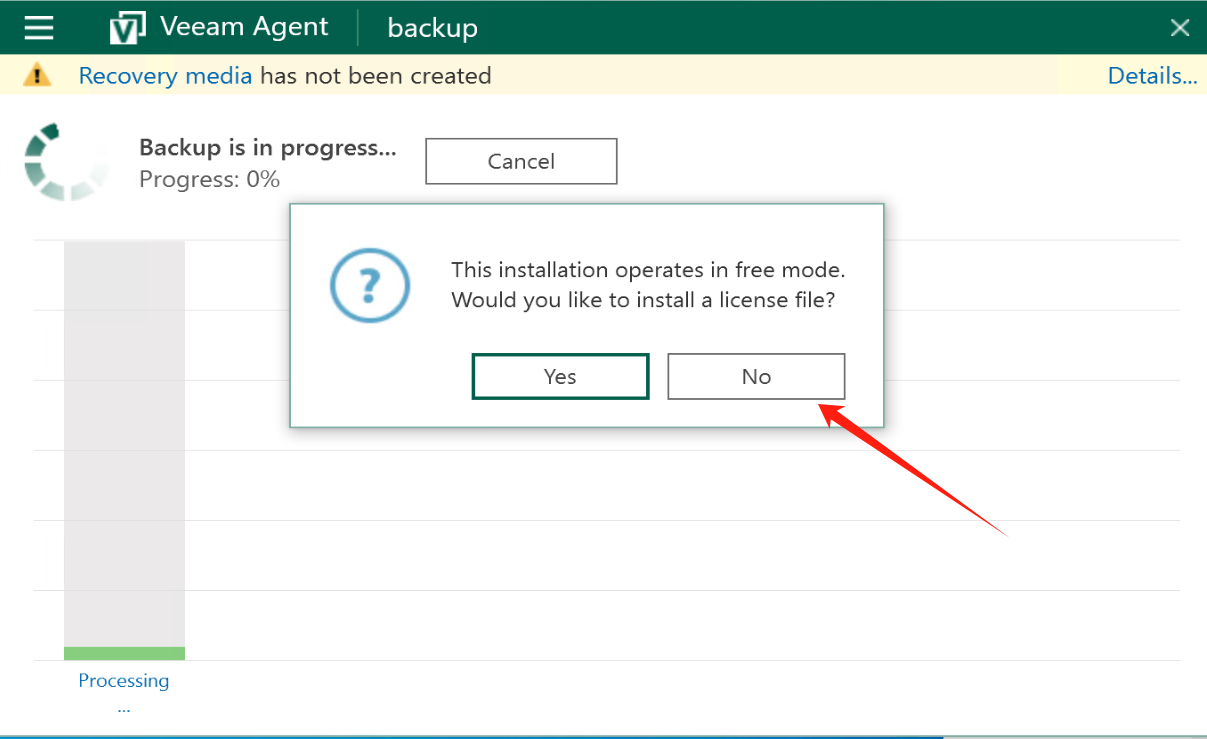 Veeam Agent backup
Recovery media has not been created Details...
Backup is in progress...
Progress: 0%
Cancel
This installation operates in free mode.
Would you like to install a license file?
Yes No
Processing
...